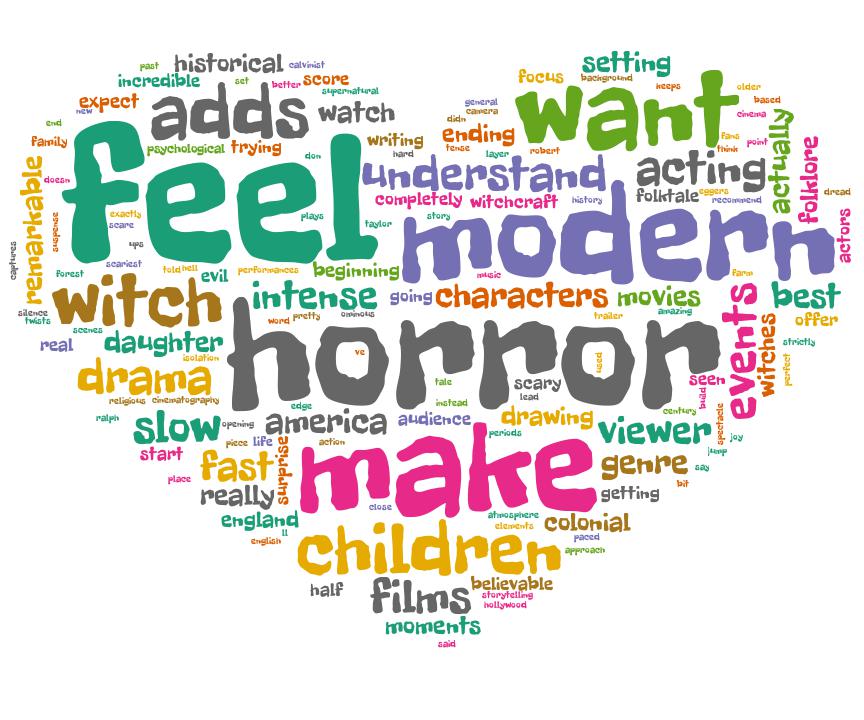 past historical calvinist setting
incredible set better score focus background
supernatural keeps older
expect adds watch general want based
new camera cinema
end didn ending actually
family psychological trying writing tense layer robert fans point folklore
don hard think
remarkable feel understand acting
doesn completely witchcraft history folktale eggers recommend dread
exactly plays story modern actors
suspense scare taylor
captures ups
scariest told hell performances beginning music farm
forest evil
witch intense going characters movies events best
silence ominous amazing offer
twists word pretty trailer witches
scenes horror strictly
real daughter
isolation ve used perfect
drama tale scary seen
religious cinematography lead build
edge instead century
ralph slow opening america audience drawing spectacle
periods viewer joy
start piece life action jump
fast surprise make genre say
place bit
really getting
close
england atmosphere colonial
ll elements
english children paced
approach
half films believable
storytelling
hollywood
moments
said